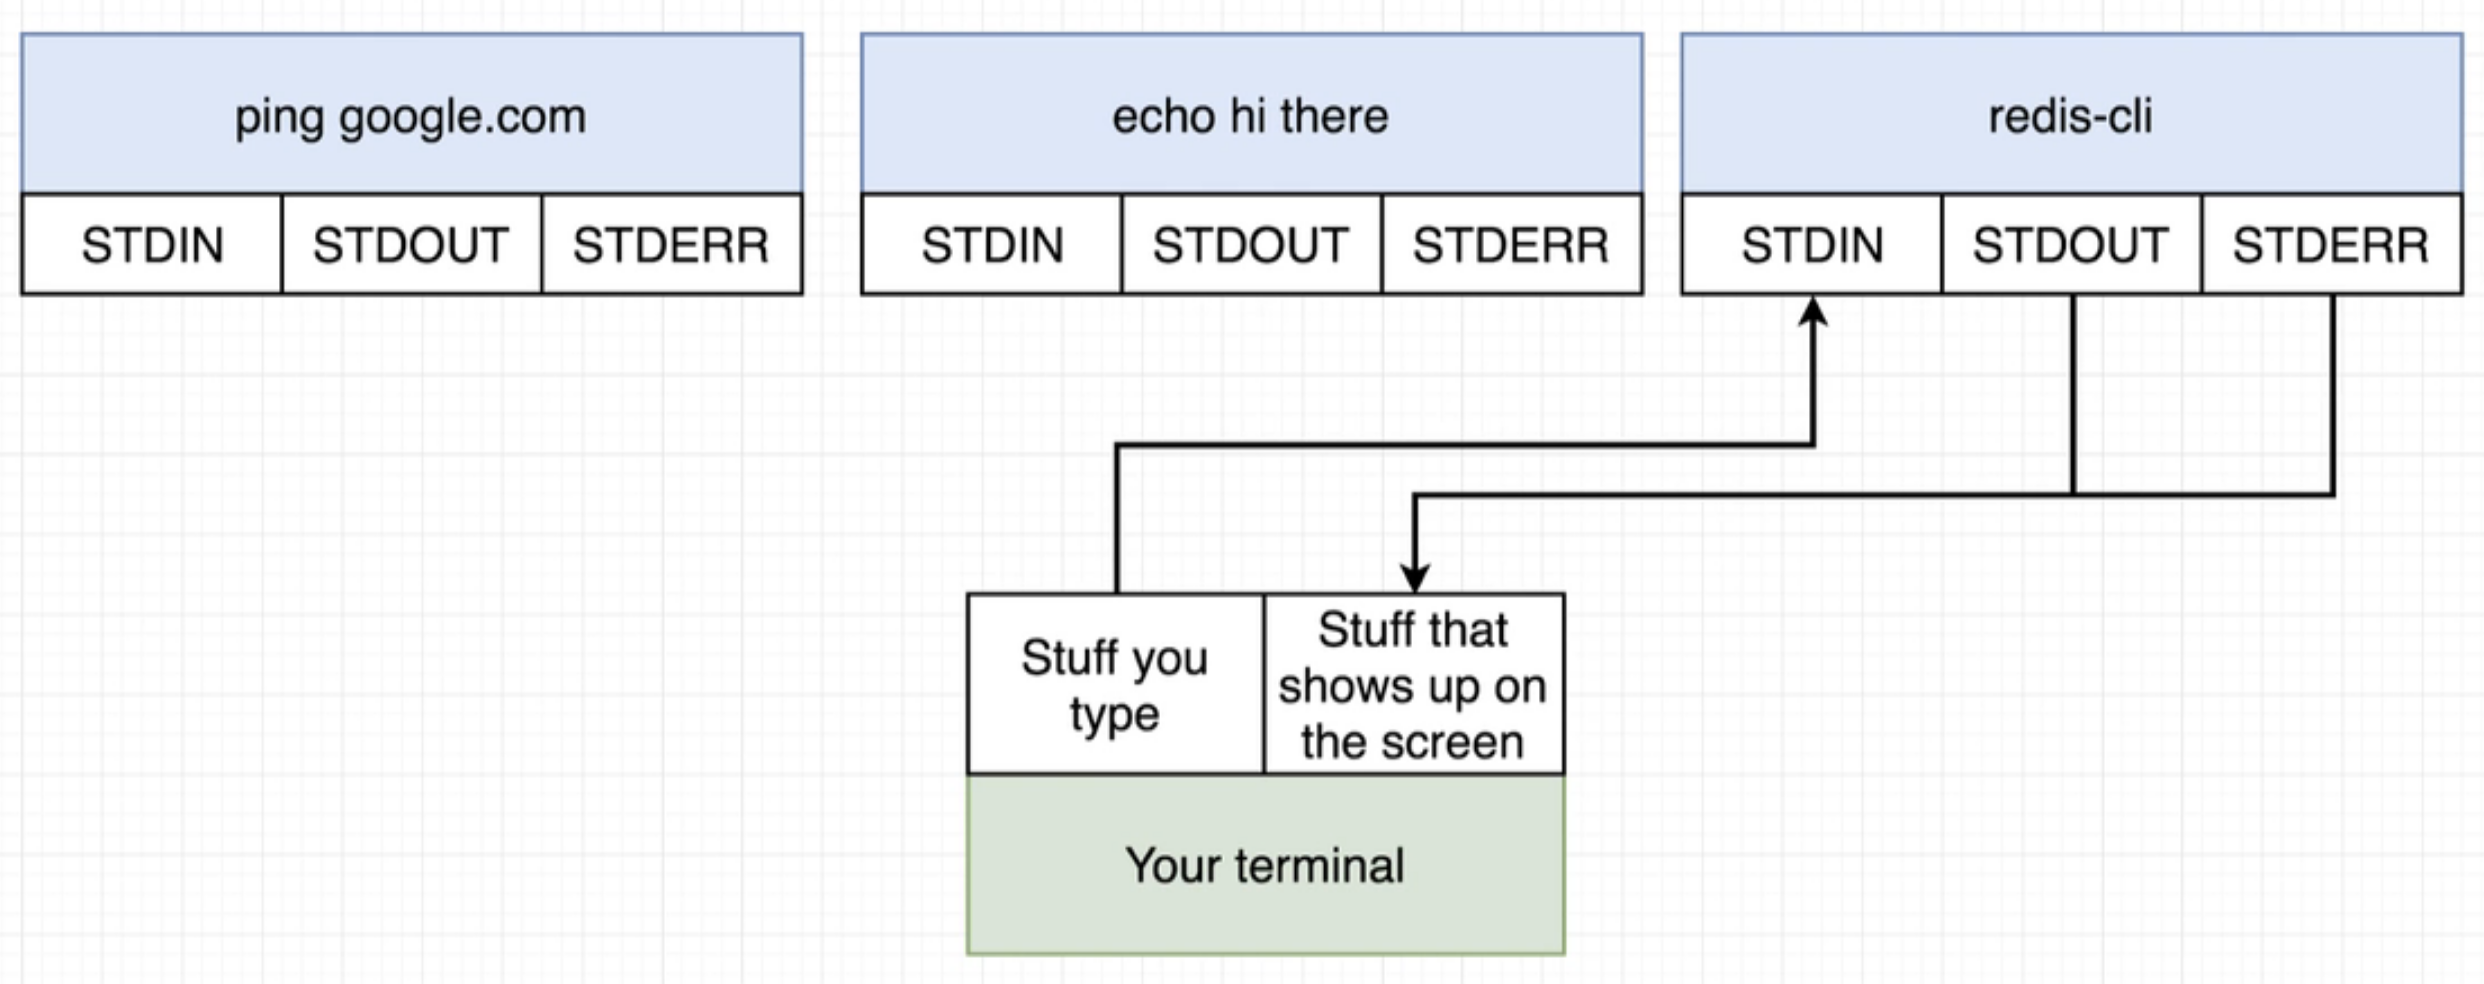 ping google.com
echo hi there
redis-cli
STDIN
STDOUT
STDERR
STDIN
STDOUT
STDERR
STDIN
STDOUT
STDERR
Stuff you
type
Stuff that
shows up on
the screen
Your terminal